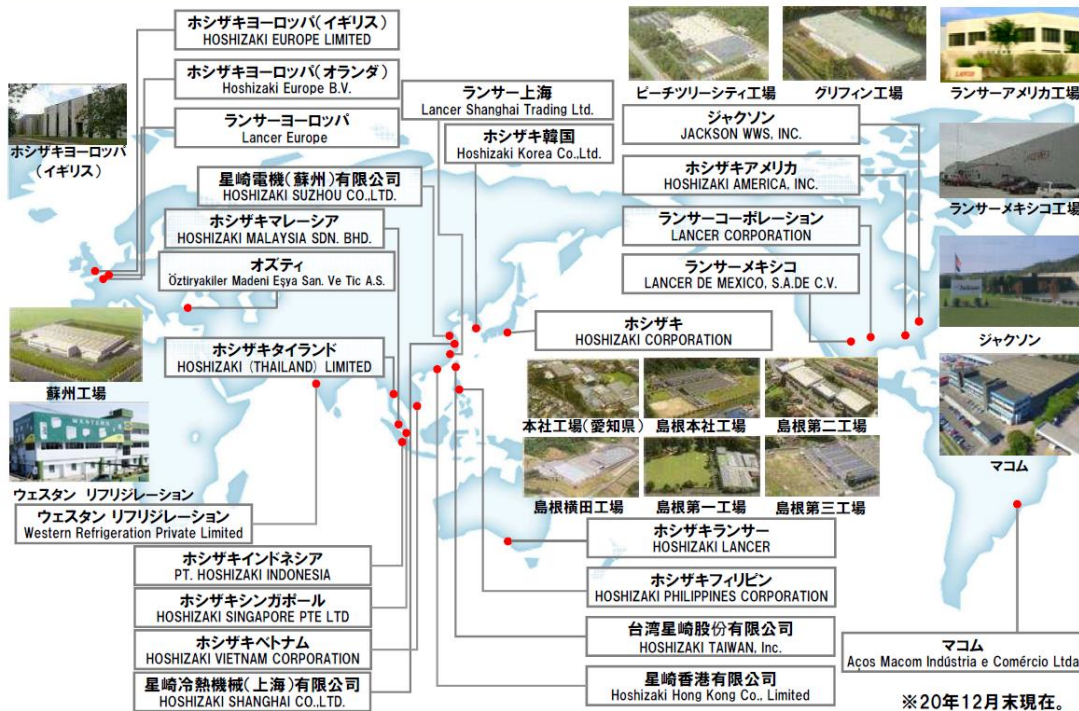 ホシザキヨーロッパ(イギリス)
HOSHIZAKI EUROPE LIMITED
ホシザキヨーロッパ(オランダ)
Hoshizaki Europe B.V.
ランサーヨーロッパ
Lancer Europe
ホシザキヨーロッパ
(イギリス)
ランサー上海
Lancer Shanghai Trading Ltd.
ホシザキ韓国
Hoshizaki Korea Co.,Ltd.
ピーチツリーシティ工場
グリフィン工場
ランサーアメリカ工場
ジャクソン
JACKSON WWS, INC.
ホシザキアメリカ
HOSHIZAKI AMERICA, INC.
ランサーコーポレーション
LANCER CORPORATION
ランサーメキシコ
LANCER DE MEXICO, S.A.DE C.V.
ランサーメキシコ工場
ジャクソン
星崎電機(蘇州)有限公司
HOSHIZAKI SUZHOU CO.,LTD.
ホシザキマレーシア
HOSHIZAKI MALAYSIA SDN. BHD.
オズティ
Öztiryakiler Madeni Eşya San. Ve Tic A.S.
ホシザキタイランド
HOSHIZAKI (THAILAND) LIMITED
蘇州工場
WESTERN
ウェスタン リフリジレーション
ウェスタン リフリジレーション
Western Refrigeration Private Limited
ホシザキ
HOSHIZAKI CORPORATION
本社工場(愛知県)
島根本社工場
島根第二工場
島根横田工場
島根第一工場
島根第三工場
マコム
ホシザキインドネシア
PT. HOSHIZAKI INDONESIA
ホシザキシンガポール
HOSHIZAKI SINGAPORE PTE LTD
ホシザキベトナム
HOSHIZAKI VIETNAM CORPORATION
星崎冷熱機械(上海)有限公司
HOSHIZAKI SHANGHAI CO.,LTD.
ホシザキランサー
HOSHIZAKI LANCER
ホシザキフィリピン
HOSHIZAKI PHILIPPINES CORPORATION
台湾星崎股份有限公司
HOSHIZAKI TAIWAN, Inc.
星崎香港有限公司
Hoshizaki Hong Kong Co., Limited
マコム
Aços Macom Indústria e Comércio Ltda
※20年12月末現在。